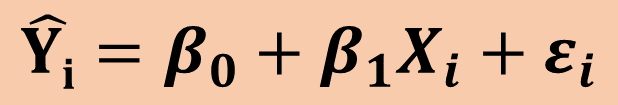 Ŷᵢ = β₀ + β₁Xᵢ + εᵢ